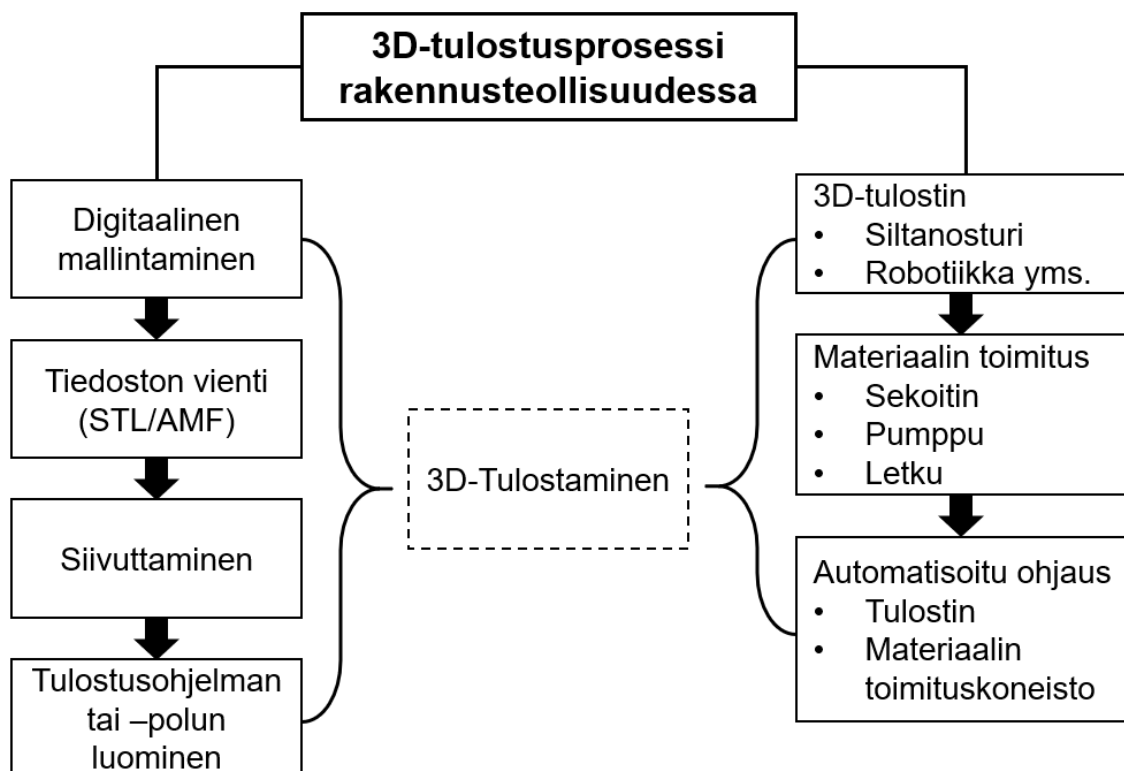 3D-tulostusprosessi
rakennusteollisuudessa
Digitaalinen
mallintaminen
Tiedoston vienti
(STL/AMF)
Siivuttaminen
Tulostusohjelman
tai –polun
luominen
3D-Tulostaminen
3D-tulostin
• Siltanosturi
• Robotiikka yms.
Materiaalin toimitus
• Sekoitin
• Pumppu
• Letku
Automatisoitu ohjaus
• Tulostin
• Materiaalin
toimituskoneisto